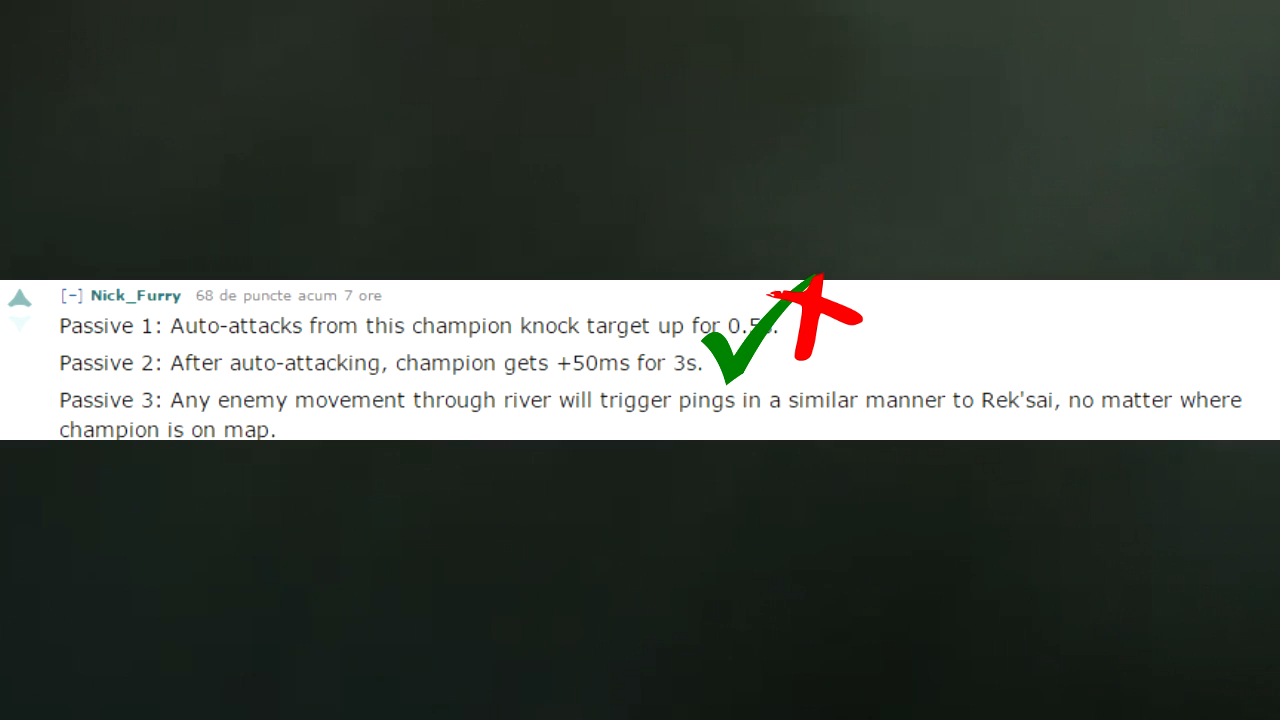 [-] Nick_Furry 68 de puncte acum 7 ore
Passive 1: Auto-attacks from this champion knock target up for 0.5s.
Passive 2: After auto-attacking, champion gets +50ms for 3s.
Passive 3: Any enemy movement through river will trigger pings in a similar manner to Rek'sai, no matter where
champion is on map.